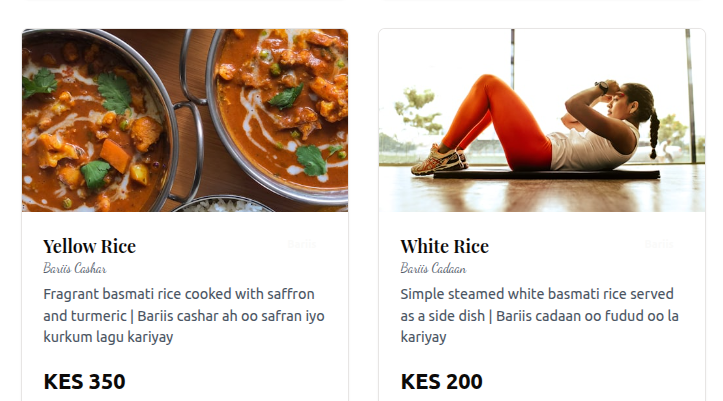 Yellow Rice
Bariis
Bariis Cashar
Fragrant basmati rice cooked with saffron
and turmeric | Bariis cashar ah oo safran iyo
kurkum lagu kariyay
KES 350
White Rice
Bariis
Bariis Cadaan
Simple steamed white basmati rice served
as a side dish | Bariis cadaan oo fudud oo la
kariyay
KES 200